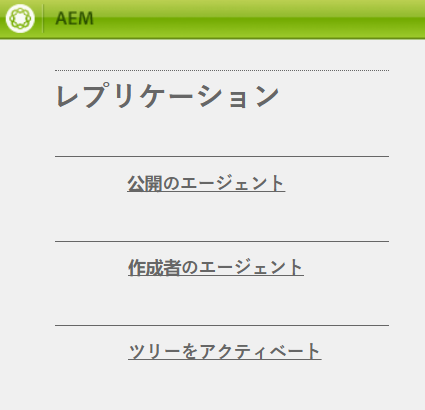 AEM
レプリケーション
公開のエージェント
作成者のエージェント
ツリーをアクティベート